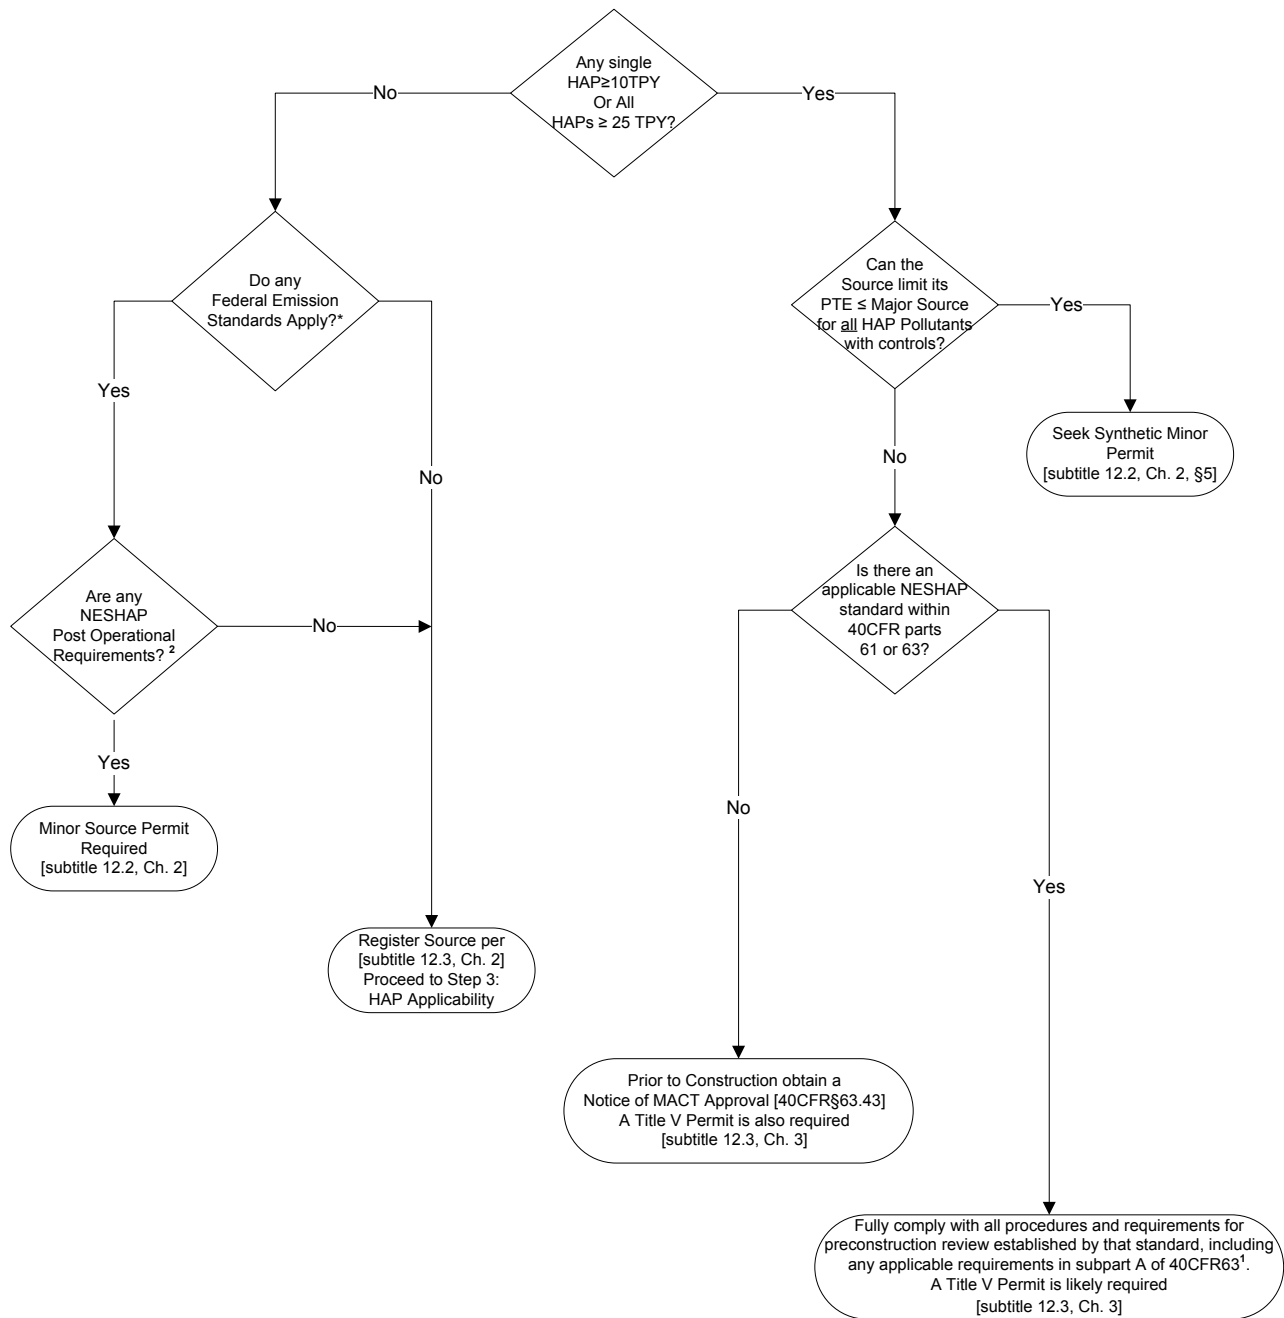 Any single
HAP≥10TPY
Or All
HAPs ≥ 25 TPY?
No
Yes
Do any
Federal Emission
Standards Apply?*
Can the
Source limit its
PTE ≤ Major Source
for all HAP Pollutants
with controls?
Yes
Yes
No
Seek Synthetic Minor
Permit
[subtitle 12.2, Ch. 2, §5]
No
Are any
NESHAP
Post Operational
Requirements? ²
No
Is there an
applicable NESHAP
standard within
40CFR parts
61 or 63?
Yes
Minor Source Permit
Required
[subtitle 12.2, Ch. 2]
No
Yes
Register Source per
[subtitle 12.3, Ch. 2]
Proceed to Step 3:
HAP Applicability
Prior to Construction obtain a
Notice of MACT Approval [40CFR§63.43]
A Title V Permit is also required
[subtitle 12.3, Ch. 3]
Fully comply with all procedures and requirements for
preconstruction review established by that standard, including
any applicable requirements in subpart A of 40CFR63¹.
A Title V Permit is likely required
[subtitle 12.3, Ch. 3]